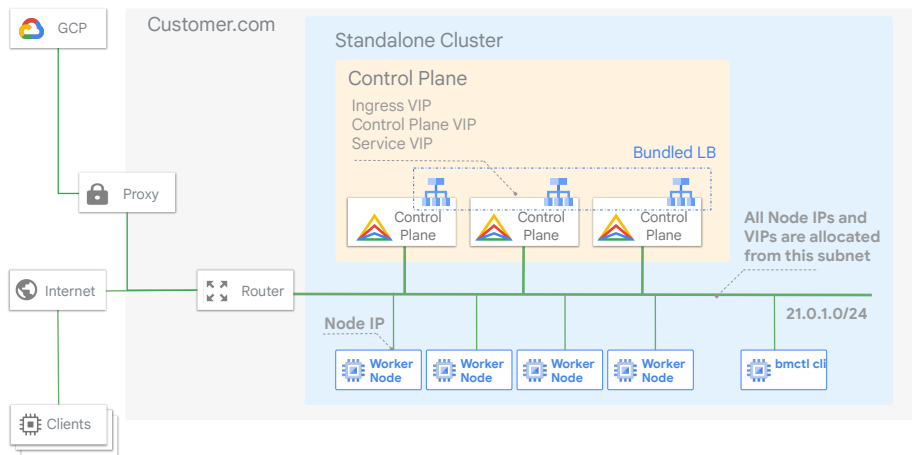 GCP
Customer.com
Standalone Cluster
Control Plane
Ingress VIP
Control Plane VIP
Service VIP
Bundled LB
Proxy
Control
Plane
Control
Plane
Control
Plane
All Node IPs and
VIPs are allocated
from this subnet
Internet
Router
21.0.1.0/24
Node IP
Worker
Node
Worker
Node
Worker
Node
Worker
Node
bmctl cli
Clients